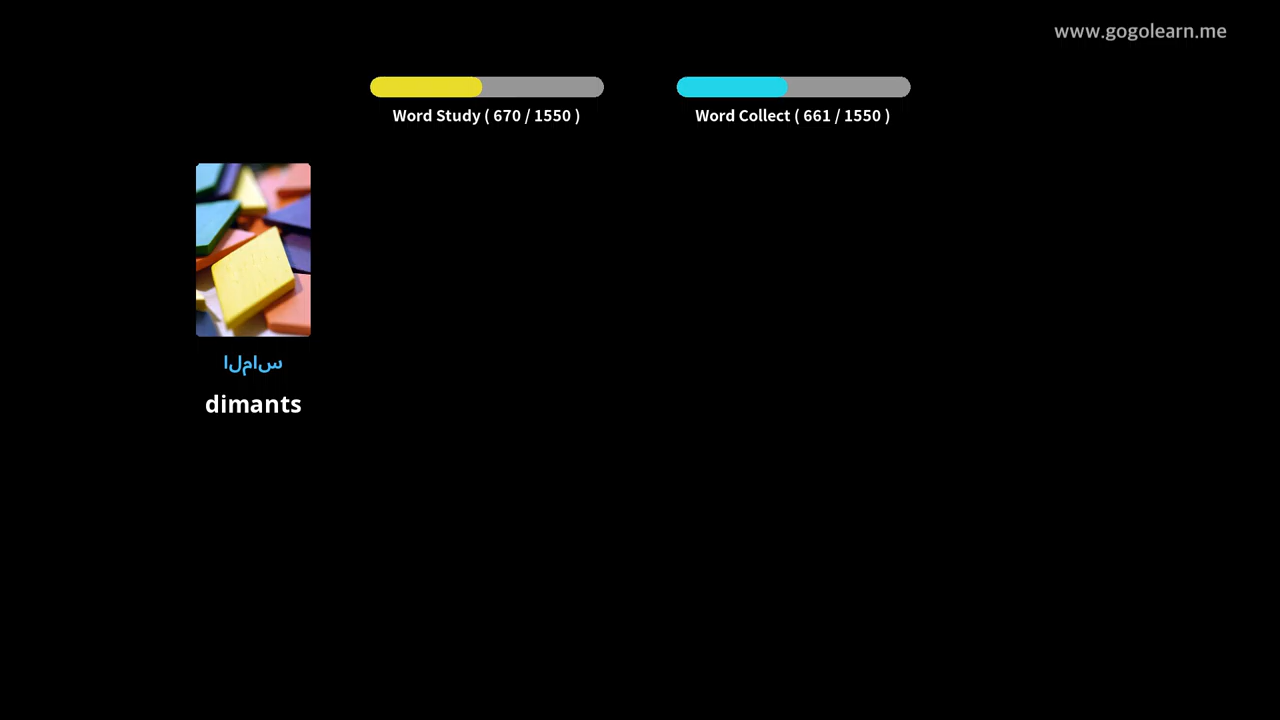 www.gogolearn.me
Word Study ( 670 / 1550 )
Word Collect ( 661 / 1550 )
الماس
dimants